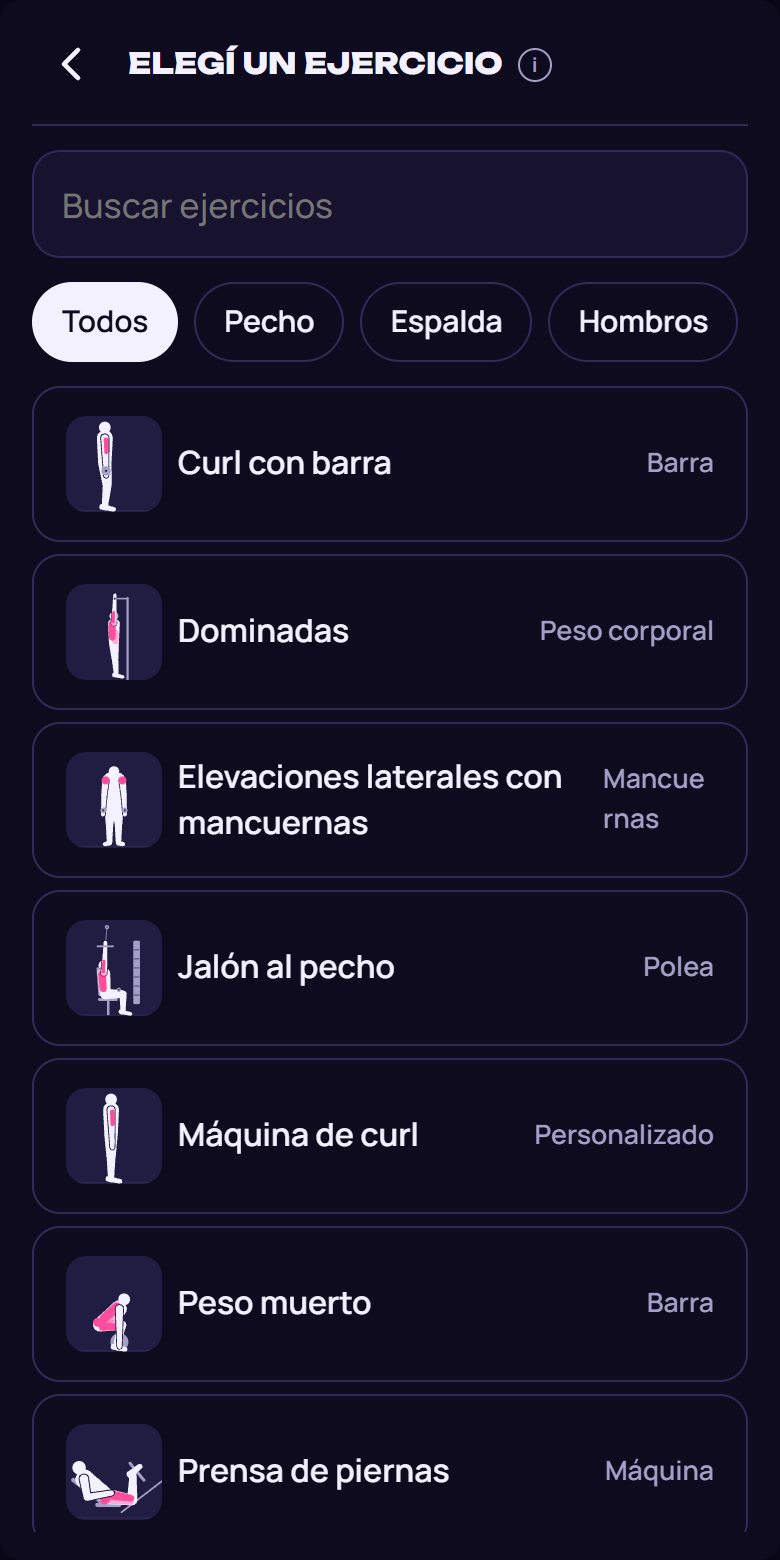 ELEGÍ UN EJERCICIO i
Buscar ejercicios
Todos Pecho Espalda Hombros
Curl con barra Barra
Dominadas Peso corporal
Elevaciones laterales con Mancue
mancuernas rnas
Jalón al pecho Polea
Máquina de curl Personalizado
Peso muerto Barra
Prensa de piernas Máquina